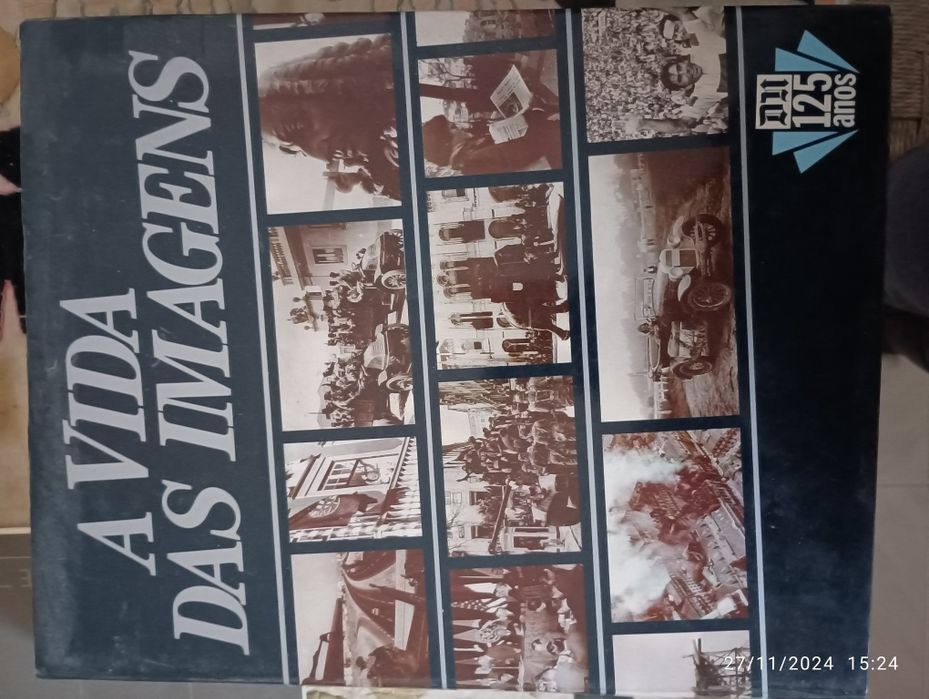 A VIDA
DAS IMAGENS
DN
125
anos
27/11/2024 15:24